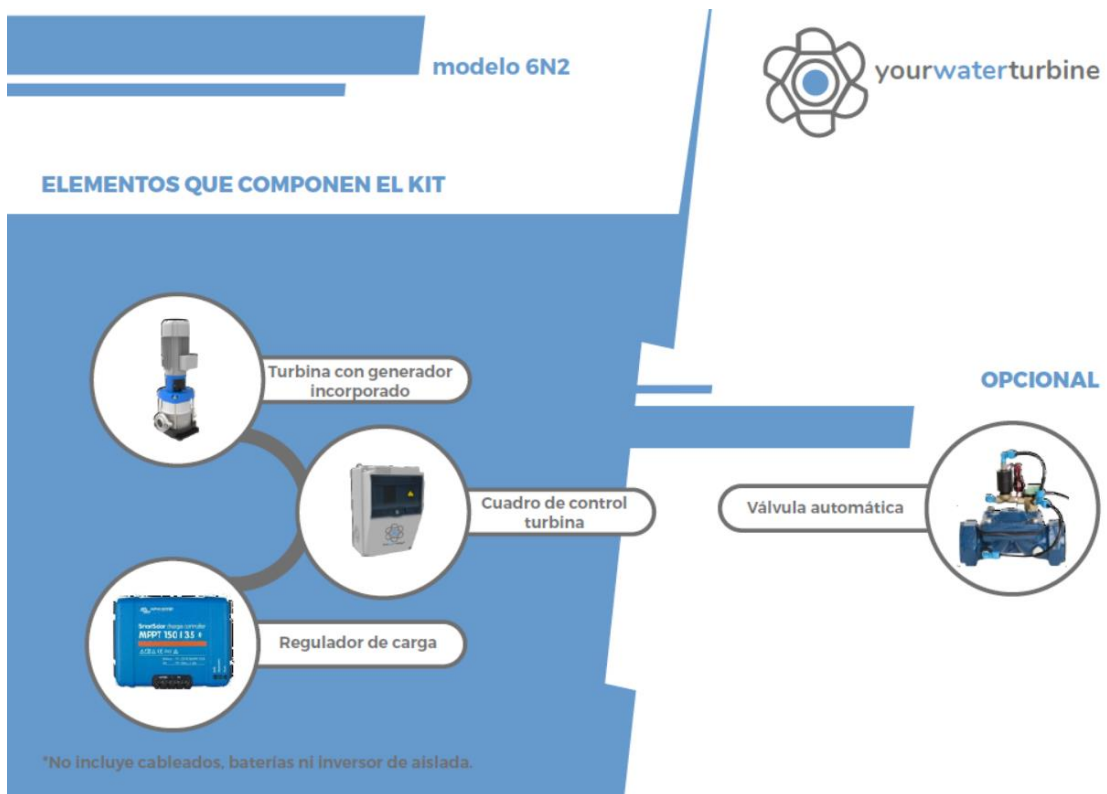 modelo 6N2
yourwaterturbine
ELEMENTOS QUE COMPONEN EL KIT
Turbina con generador
incorporado
OPCIONAL
Cuadro de control
turbina
Válvula automática
SmartSolar charge controller
MPPT 150 | 35
Regulador de carga
*No incluye cableados, baterías ni inversor de aislada.